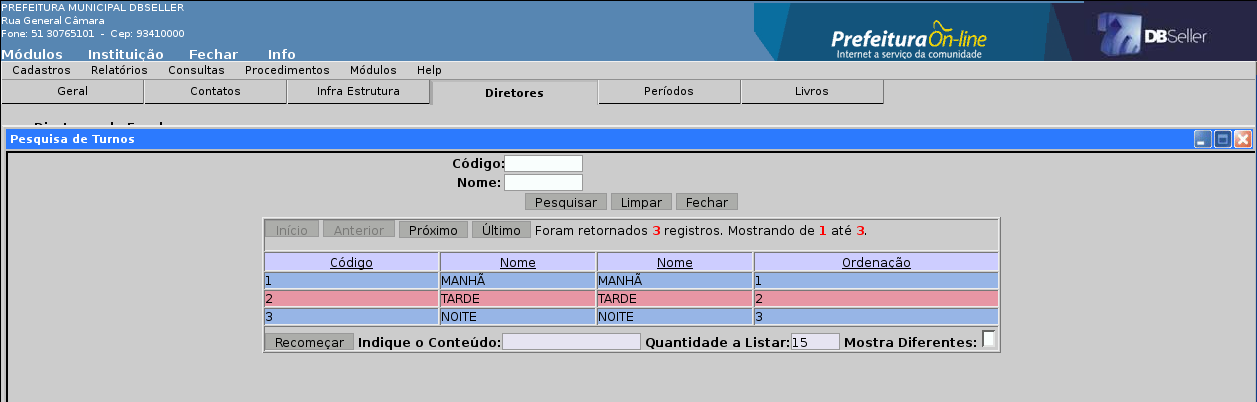 PREFEITURA MUNICIPAL DBSELLER
Rua General Câmara
Fone: 51 30765101 - Cep: 93410000
Prefeitura On-line
Internet a serviço da comunidade
DBSeller
Módulos Instituição Fechar Info
Cadastros Relatórios Consultas Procedimentos Módulos Help
Geral Contatos Infra Estrutura Diretores Períodos Livros
Pesquisa de Turnos
Código:
Nome:
Pesquisar Limpar Fechar
Início Anterior Próximo Último Foram retornados 3 registros. Mostrando de 1 até 3.
Código Nome Nome Ordenação
1 MANHÃ MANHÃ 1
2 TARDE TARDE 2
3 NOITE NOITE 3
Recomeçar Indique o Conteúdo: Quantidade a Listar: 15 Mostra Diferentes: